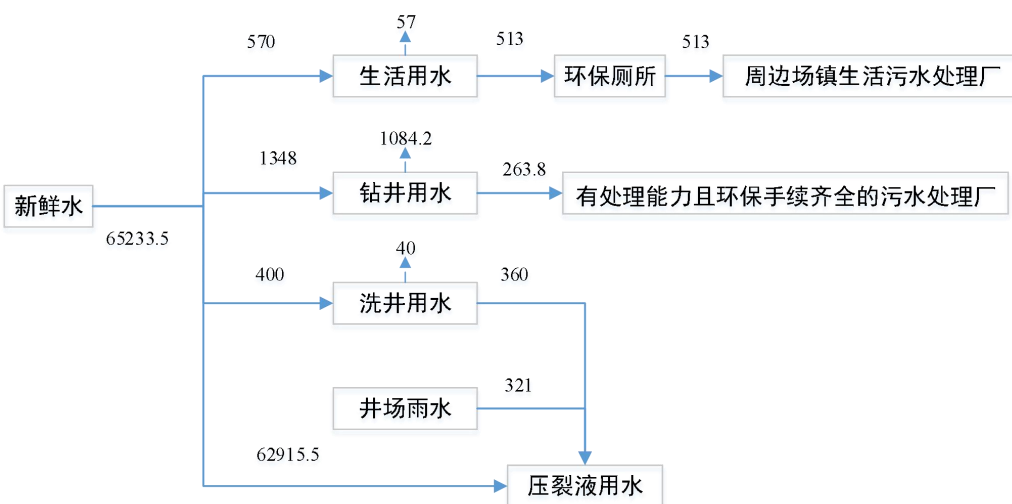 57
570
513
513
生活用水
环保厕所
周边场镇生活污水处理厂
1084.2
1348
263.8
钻井用水
有处理能力且环保手续齐全的污水处理厂
新鲜水
65233.5
40
400
360
洗井用水
321
井场雨水
62915.5
压裂液用水